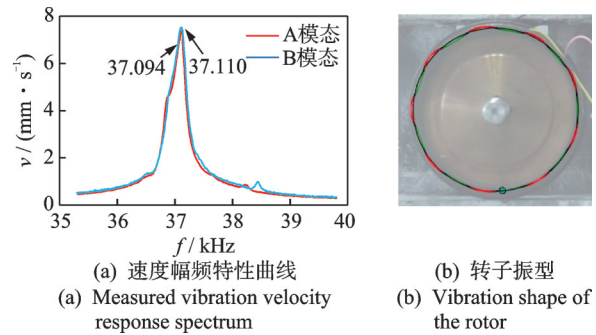 8
6
4
2
0
v / (mm·s⁻¹)
A模态
B模态
37.094
37.110
35 36 37 38 39 40
f / kHz
(a) 速度幅频特性曲线
(a) Measured vibration velocity
response spectrum
(b) 转子振型
(b) Vibration shape of
the rotor